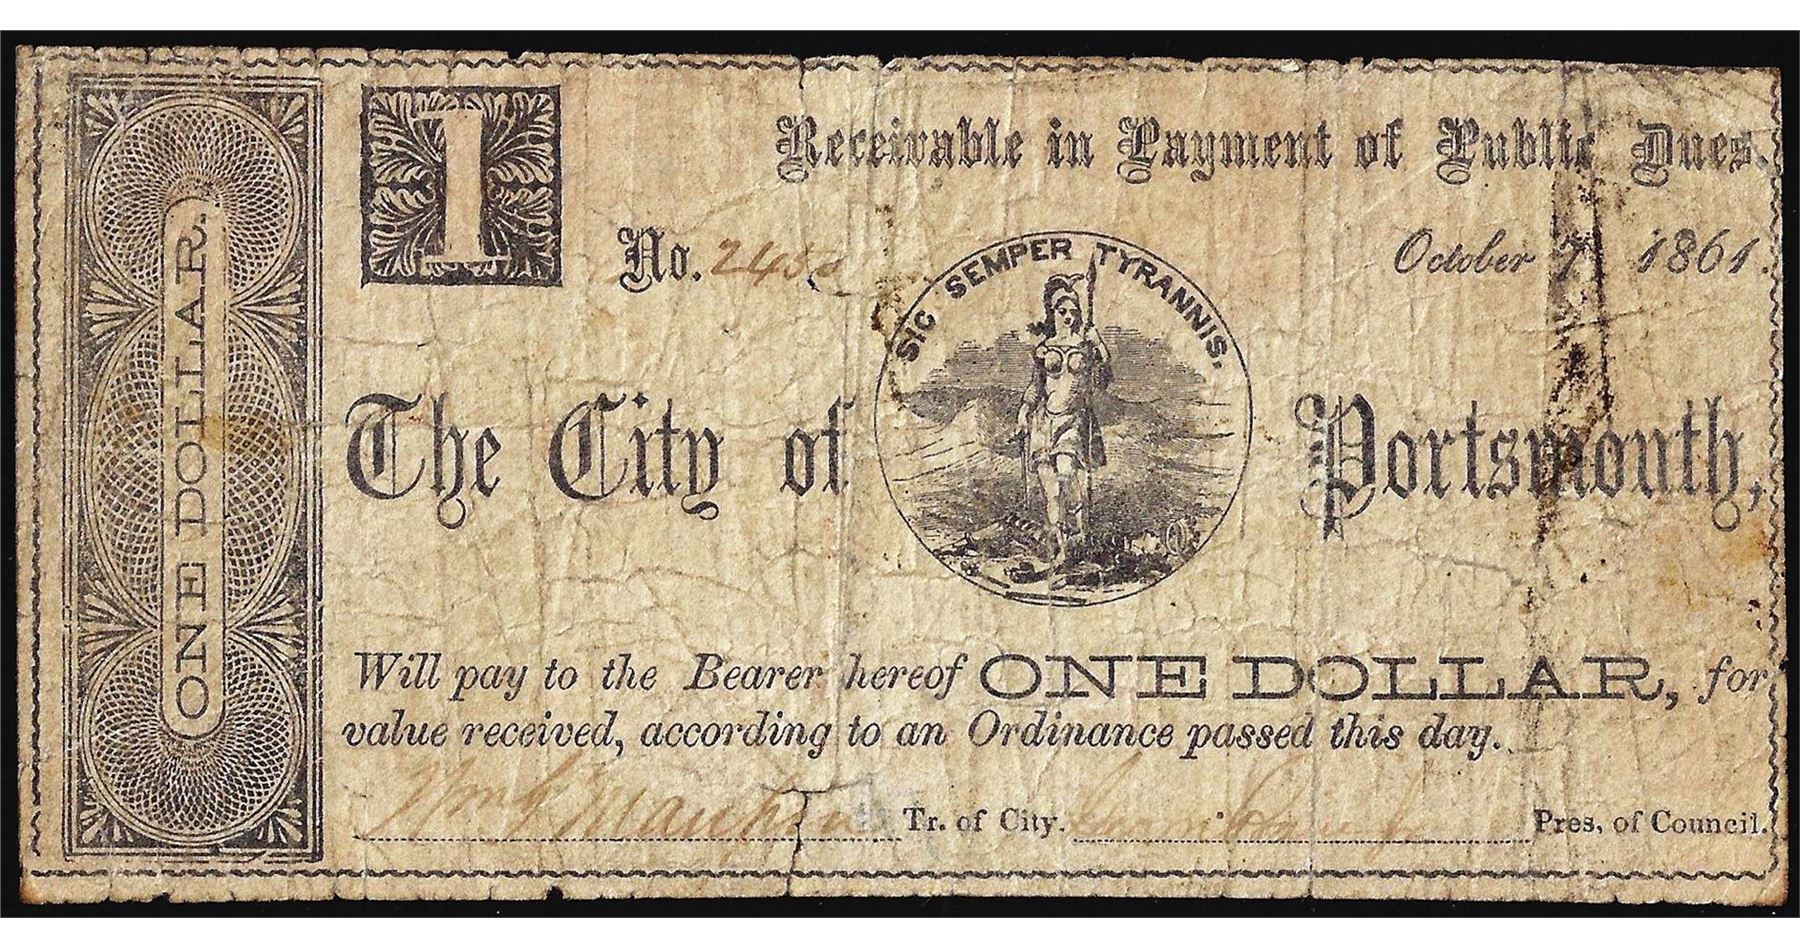 ONE DOLLAR.
1
Receivable in Payment of Public Dues.
No.
October 7 1861.
SIC SEMPER TYRANNIS.
The City of Portsmouth,
Will pay to the Bearer hereof ONE DOLLAR, for
value received, according to an Ordinance passed this day.
Tr. of City. Pres. of Council.